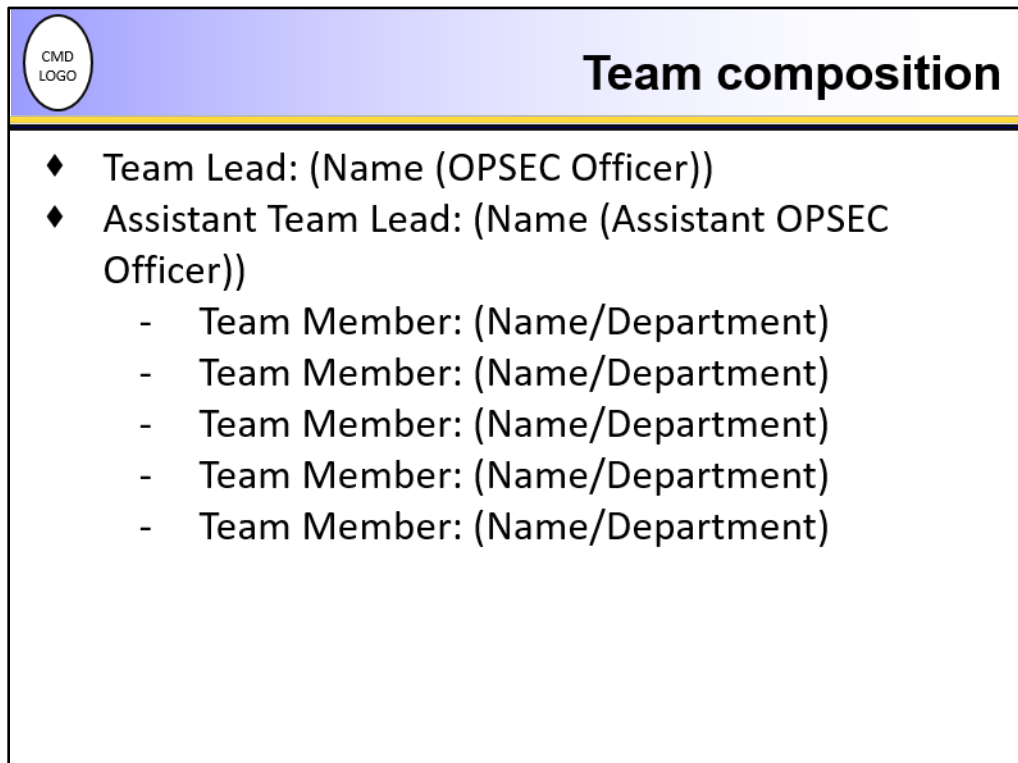 CMD
LOGO
Team composition
♦ Team Lead: (Name (OPSEC Officer))
♦ Assistant Team Lead: (Name (Assistant OPSEC
Officer))
- Team Member: (Name/Department)
- Team Member: (Name/Department)
- Team Member: (Name/Department)
- Team Member: (Name/Department)
- Team Member: (Name/Department)